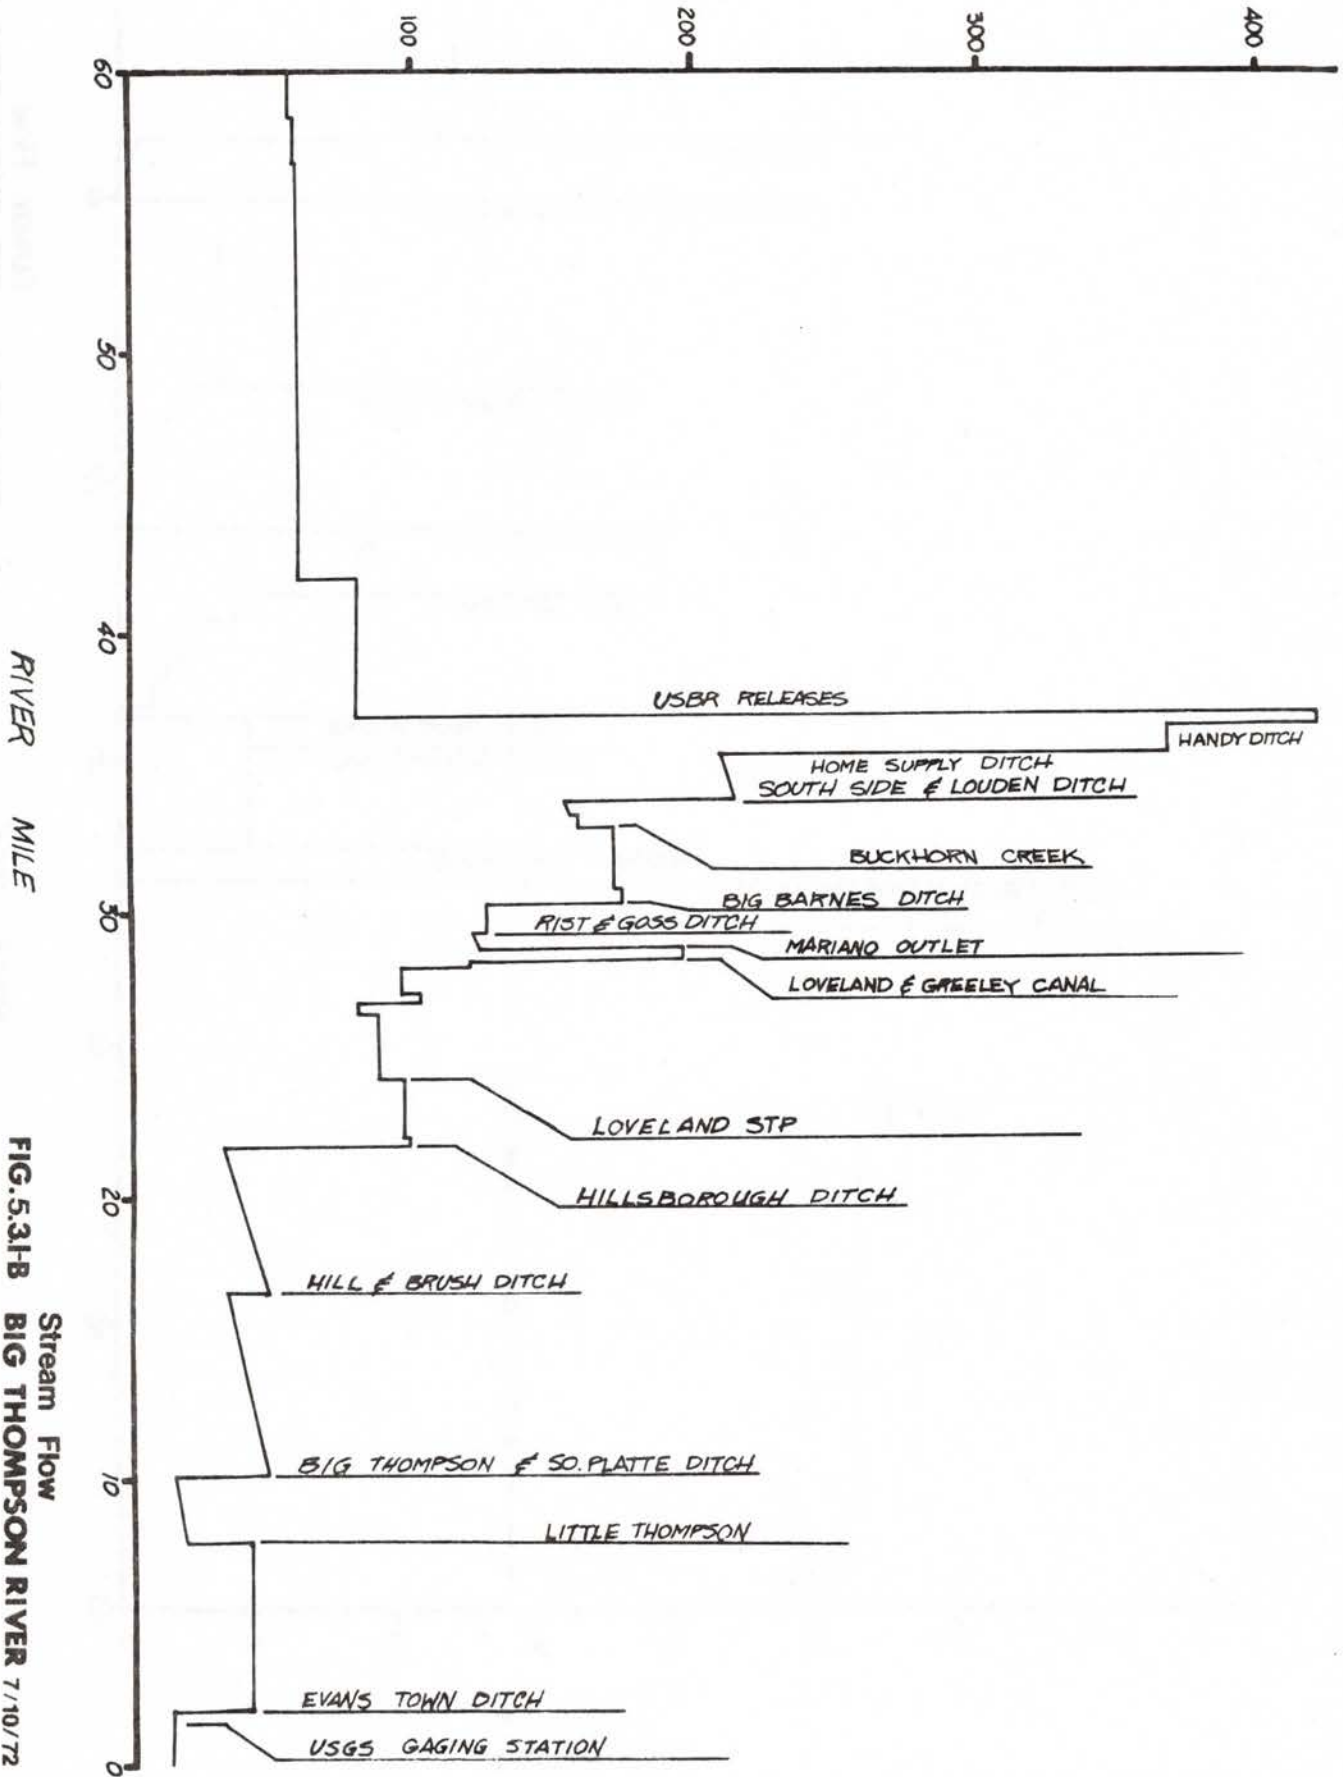 100
200
300
400
60
50
40
30
20
10
0
USBR RELEASES
HANDY DITCH
HOME SUPPLY DITCH
SOUTH SIDE & LOUDEN DITCH
BUCKHORN CREEK
BIG BARNES DITCH
RIST & GOSS DITCH
MARIANO OUTLET
LOVELAND & GREELEY CANAL
LOVELAND STP
HILLSBOROUGH DITCH
HILL & BRUSH DITCH
BIG THOMPSON & SO. PLATTE DITCH
LITTLE THOMPSON
EVANS TOWN DITCH
USGS GAGING STATION
RIVER MILE
Stream Flow
FIG. 5.3.1-B BIG THOMPSON RIVER 7/10/72